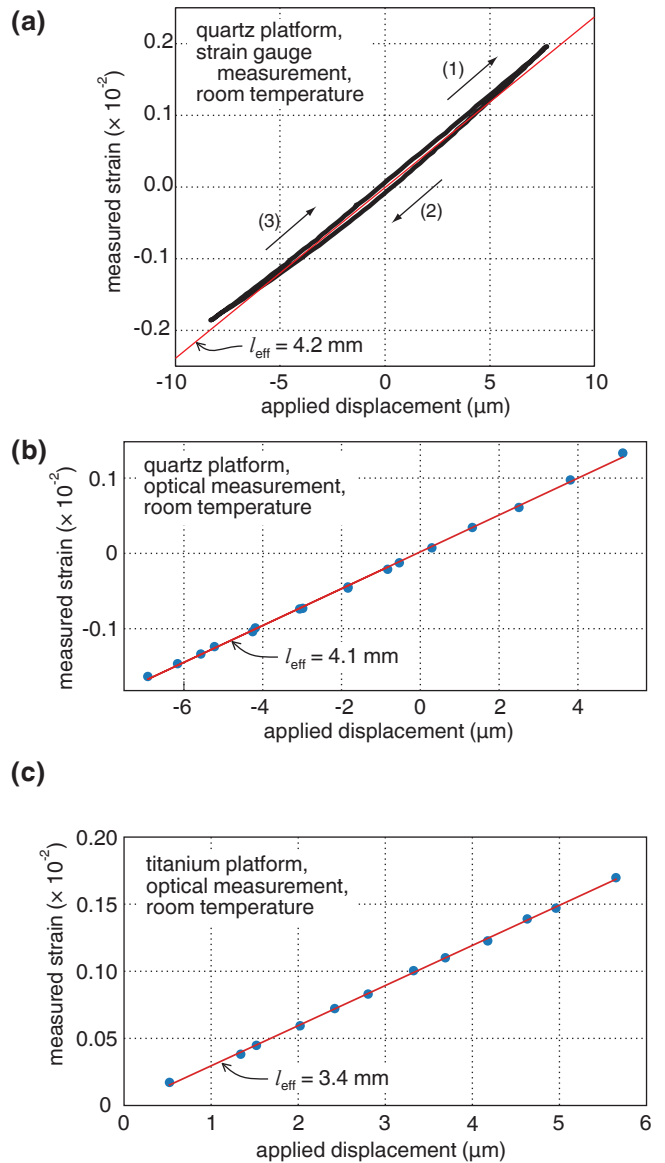 (a)
quartz platform,
strain gauge
measurement,
room temperature
(1)
(2)
(3)
l_eff = 4.2 mm
measured strain (× 10⁻²)
0.2
0.1
0.0
-0.1
-0.2
-10 -5 0 5 10
applied displacement (μm)
(b)
quartz platform,
optical measurement,
room temperature
l_eff = 4.1 mm
measured strain (× 10⁻²)
0.1
0
-0.1
-6 -4 -2 0 2 4
applied displacement (μm)
(c)
titanium platform,
optical measurement,
room temperature
l_eff = 3.4 mm
measured strain (× 10⁻²)
0.20
0.15
0.10
0.05
0
0 1 2 3 4 5 6
applied displacement (μm)